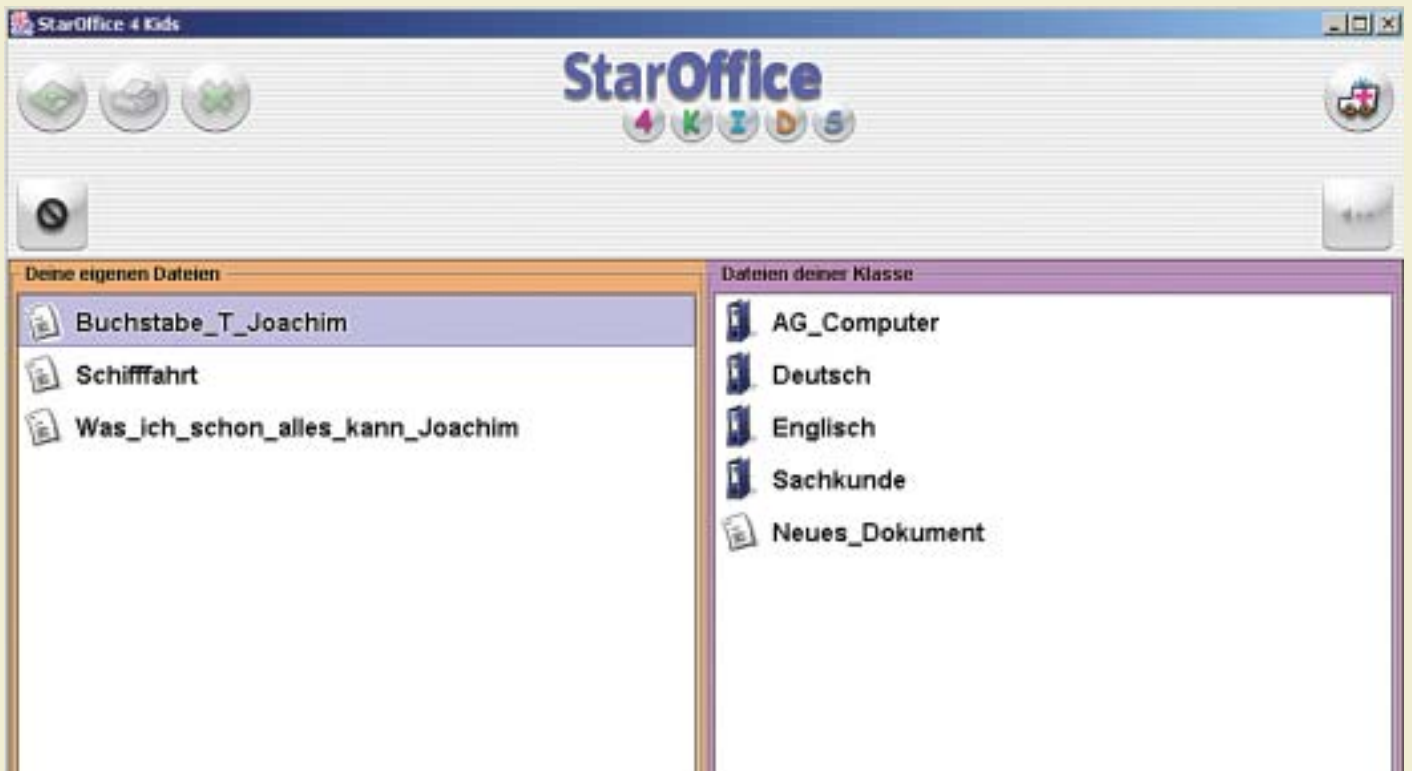 StarOffice 4 Kids
StarOffice
4 KIDS
Deine eigenen Dateien
Buchstabe_T_Joachim
Schifffahrt
Was_ich_schon_alles_kann_Joachim
Dateien deiner Klasse
AG_Computer
Deutsch
Englisch
Sachkunde
Neues_Dokument